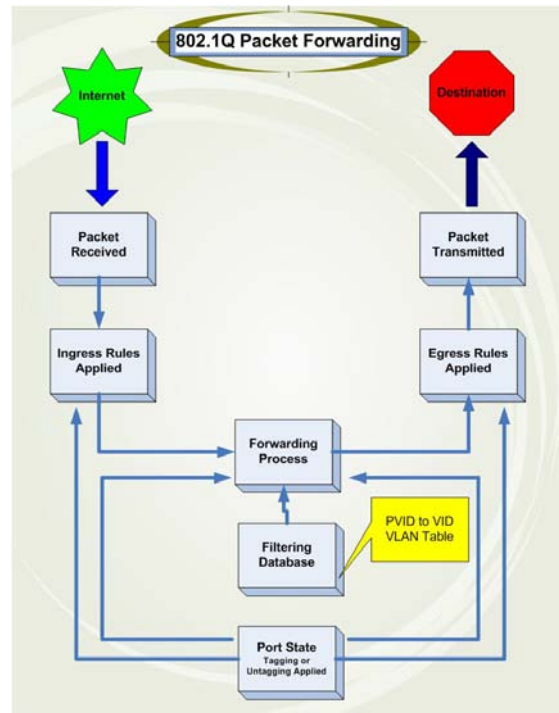 802.1Q Packet Forwarding
Internet
Destination
Packet
Received
Packet
Transmitted
Ingress Rules
Applied
Egress Rules
Applied
Forwarding
Process
PVID to VID
VLAN Table
Filtering
Database
Port State
Tagging or
Untagging Applied